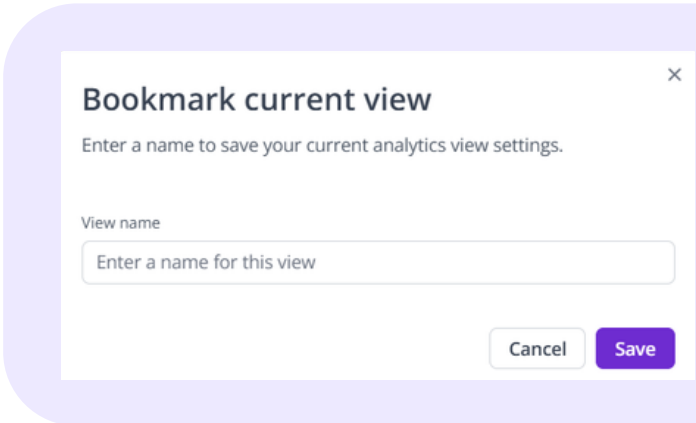 Bookmark current view
Enter a name to save your current analytics view settings.
View name
Enter a name for this view
Cancel Save